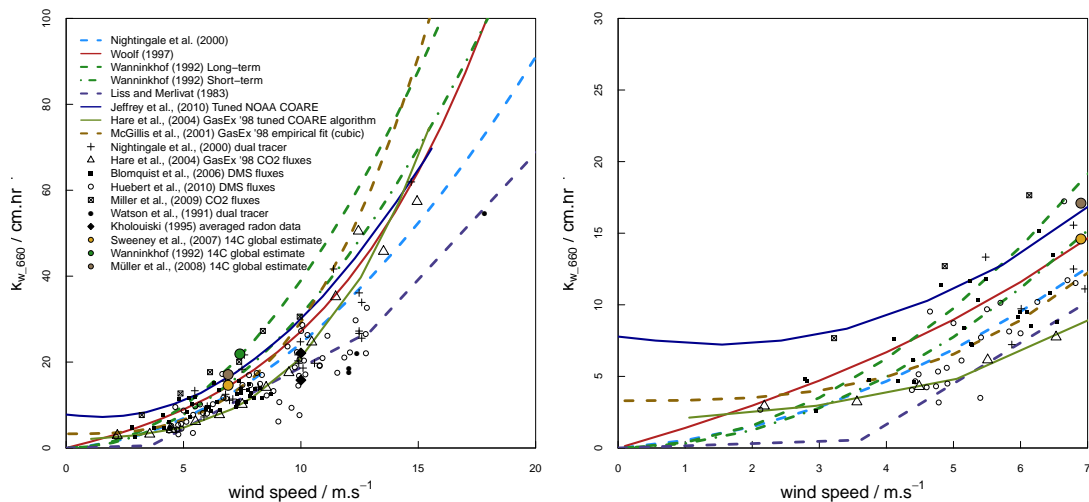 100
80
60
40
20
0
κw_660 / cm.hr⁻
0 5 10 15 20
wind speed / m.s⁻¹
Nightingale et al. (2000)
Woolf (1997)
Wanninkhof (1992) Long−term
Wanninkhof (1992) Short−term
Liss and Merlivat (1983)
Jeffrey et al., (2010) Tuned NOAA COARE
Hare et al. (2004) GasEx '98 tuned COARE algorithm
McGillis et al. (2001) GasEx '98 empirical fit (cubic)
Nightingale et al. (2000) dual tracer
Hare et al. (2004) GasEx '98 CO2 fluxes
Blomquist et al. (2006) DMS fluxes
Huebert et al. (2010) DMS fluxes
Miller et al. (2009) CO2 fluxes
Watson et al. (1991) dual tracer
Kholouiski (1995) averaged radon data
Sweeney et al. (2007) 14C global estimate
Wanninkhof (1992) 14C global estimate
Müller et al. (2008) 14C global estimate
30
25
20
15
10
5
0
κw_660 / cm.hr⁻
0 1 2 3 4 5 6 7
wind speed / m.s⁻¹